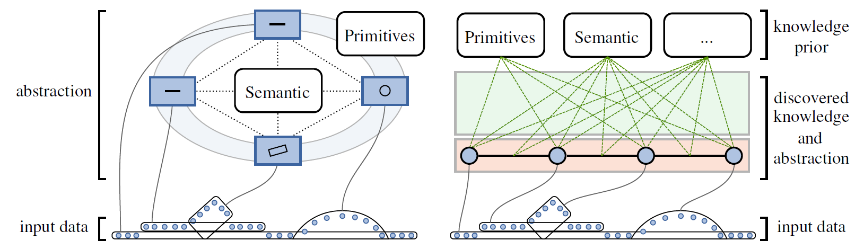 Primitives
abstraction
Semantic
input data
Primitives
Semantic
...
knowledge
prior
discovered
knowledge
and
abstraction
input data